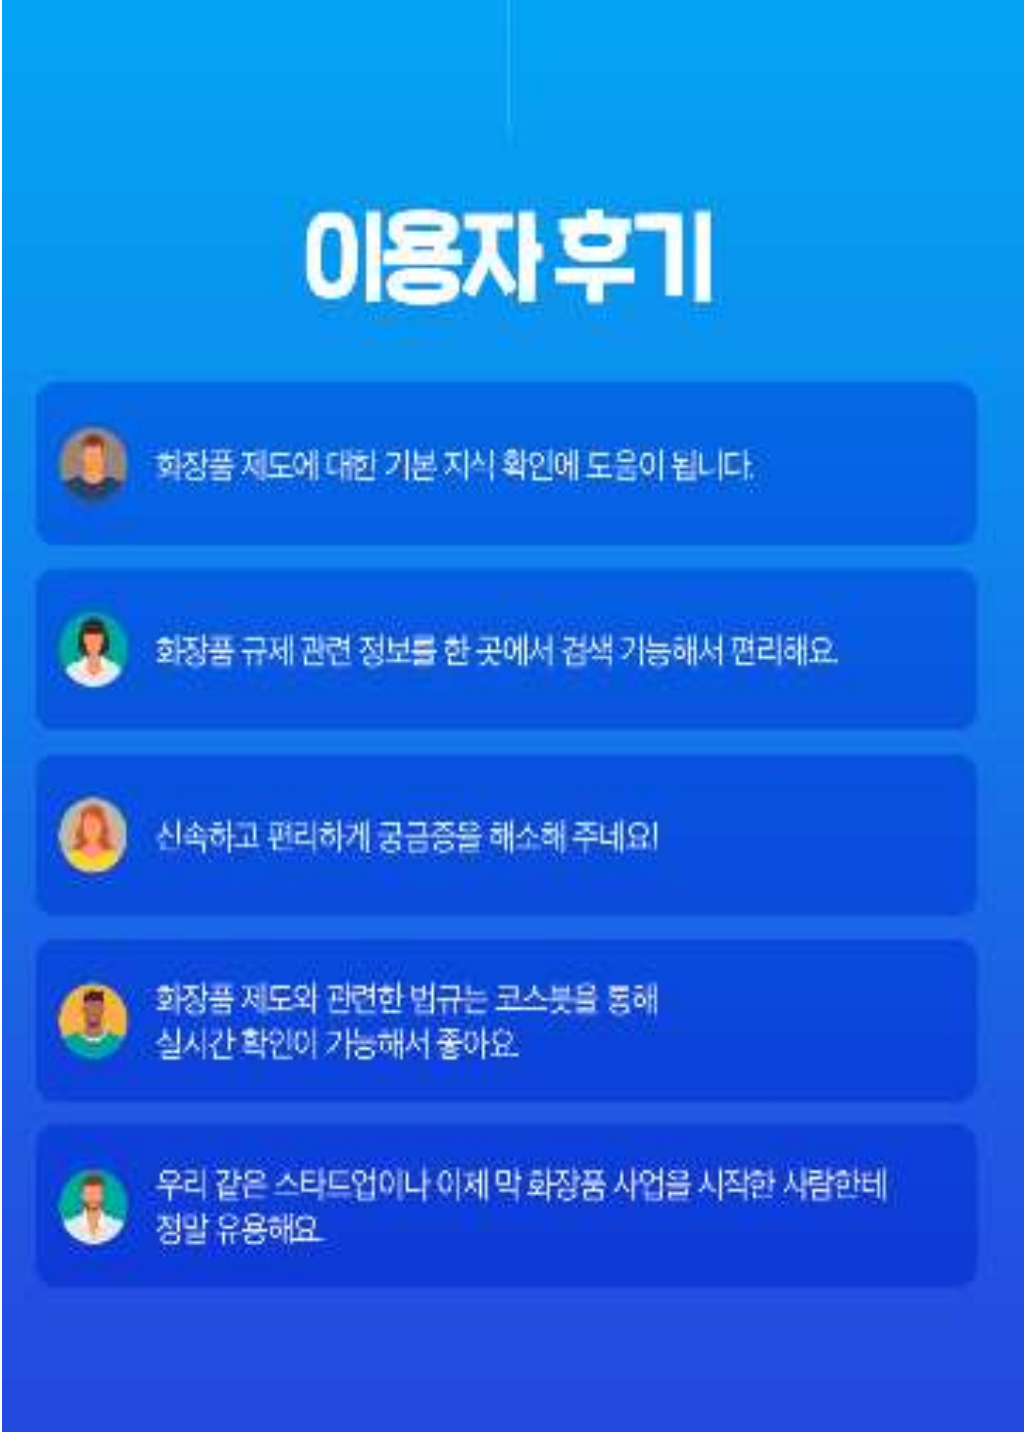 이용자 후기
화장품 제도에 대한 기본 지식 확인에 도움이 됩니다.
화장품 규제 관련 정보를 한 곳에서 검색 가능해서 편리해요.
신속하고 편리하게 궁금증을 해소해 주네요!
화장품 제도와 관련한 법규는 코스봇을 통해
실시간 확인이 가능해서 좋아요.
우리 같은 스타트업이나 이제 막 화장품 사업을 시작한 사람한테
정말 유용해요.